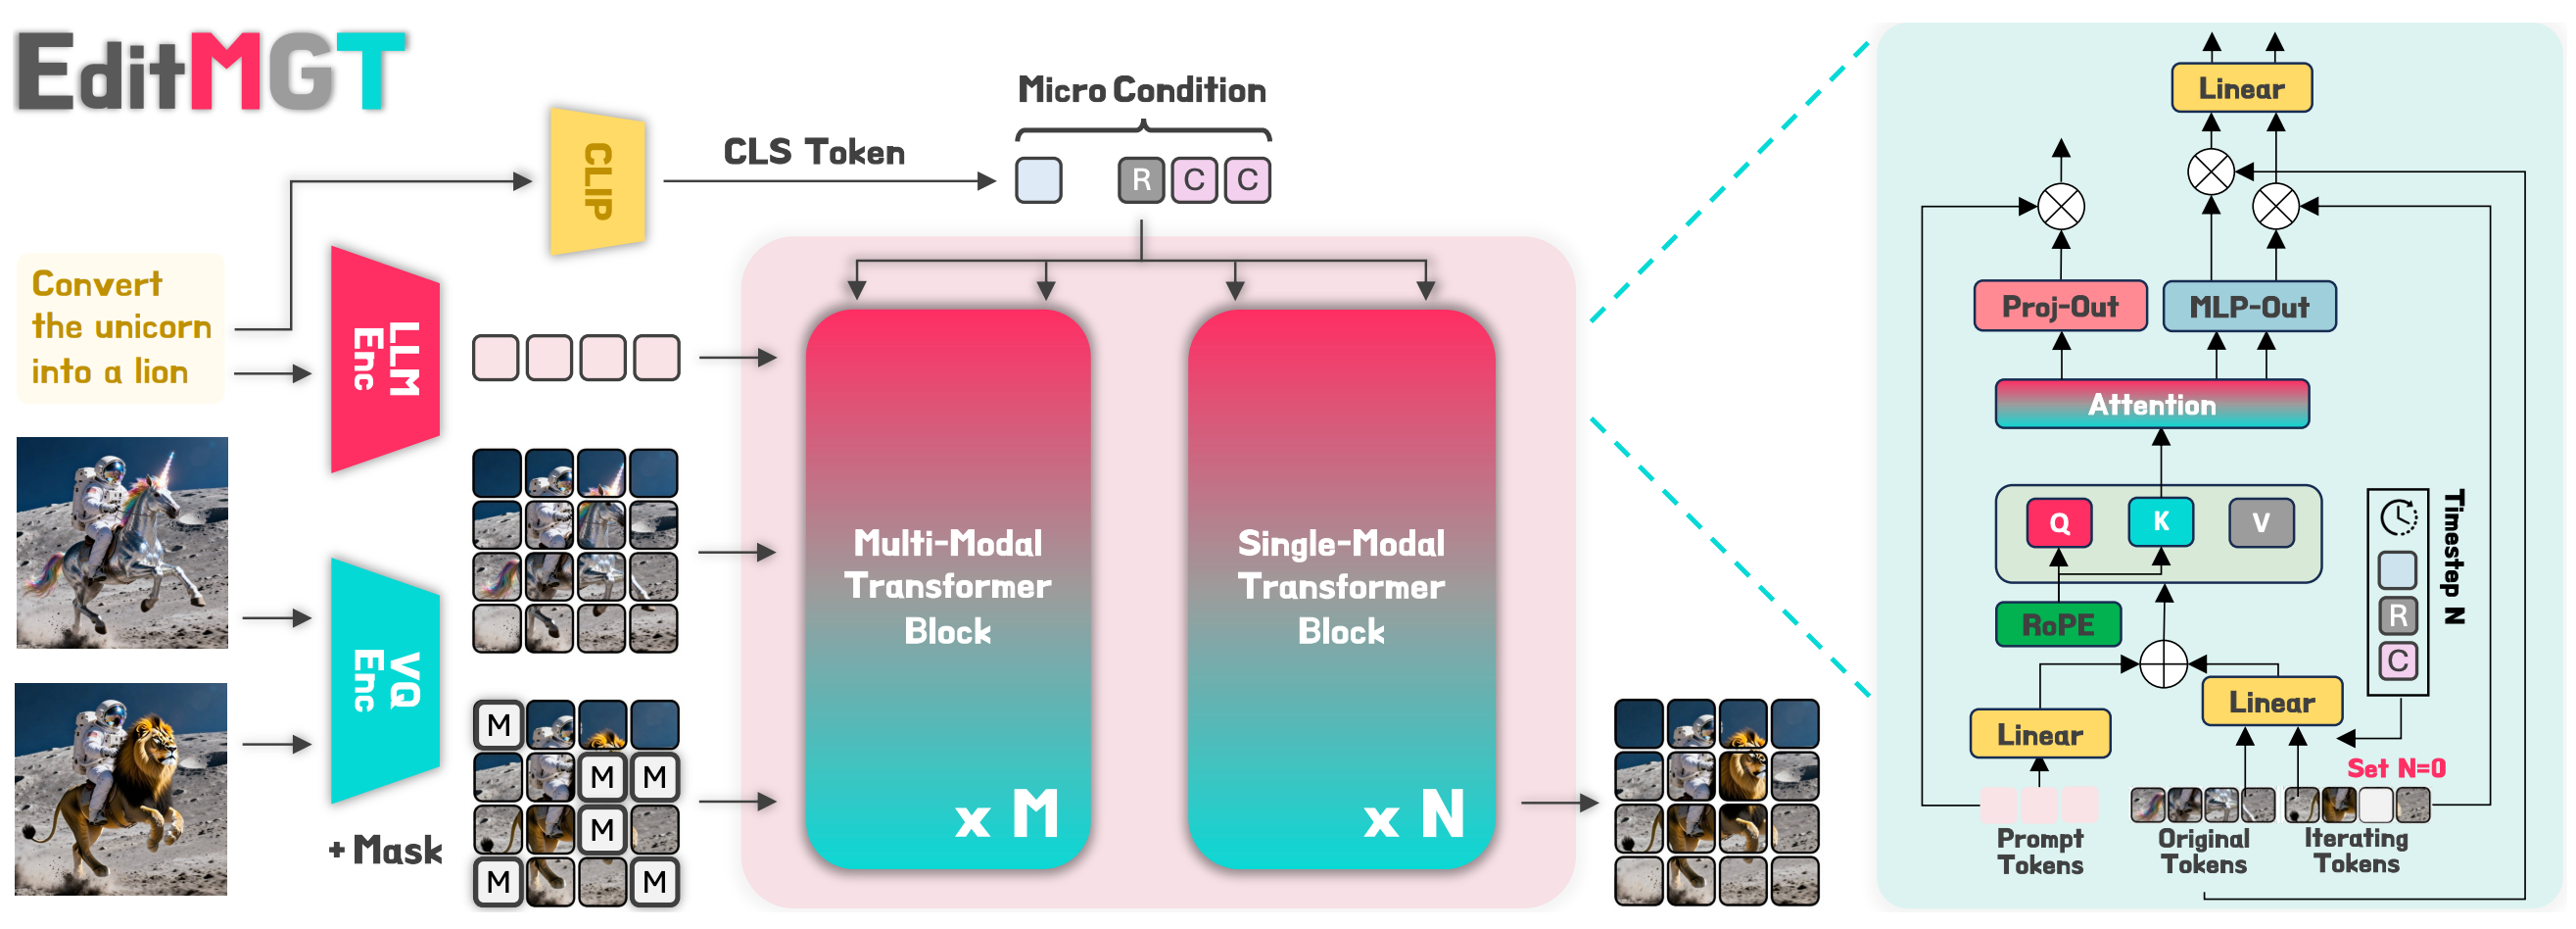 EditMGT
Convert
the unicorn
into a lion
CLIP
CLS Token
Micro Condition
R C C
LLM
Enc
VQ
Enc
+ Mask
M
M M
M
M M
Multi-Modal
Transformer
Block
x M
Single-Modal
Transformer
Block
x N
Linear
Proj-Out
MLP-Out
Attention
Q K V
RoPE
Linear
Linear
Timestep N
R
C
Set N=0
Prompt
Tokens
Original
Tokens
Iterating
Tokens